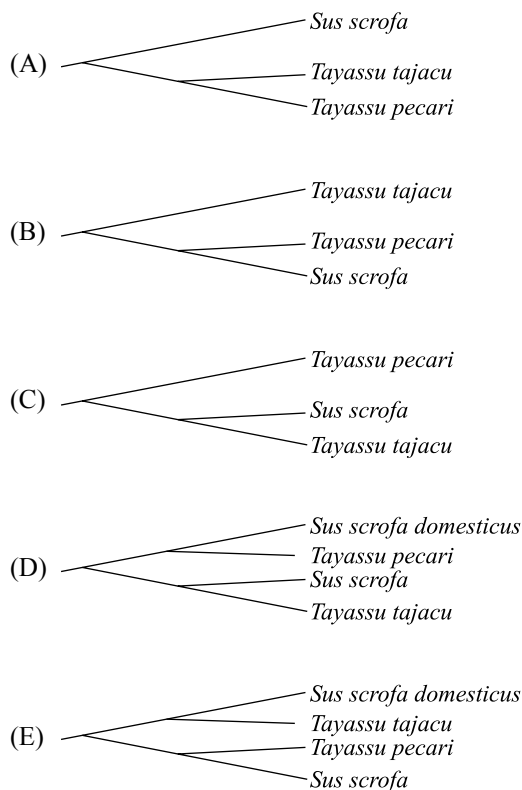 Sus scrofa
(A)
Tayassu tajacu
Tayassu pecari
Tayassu tajacu
(B)
Tayassu pecari
Sus scrofa
Tayassu pecari
(C)
Sus scrofa
Tayassu tajacu
Sus scrofa domesticus
Tayassu pecari
(D)
Sus scrofa
Tayassu tajacu
Sus scrofa domesticus
Tayassu tajacu
(E)
Tayassu pecari
Sus scrofa